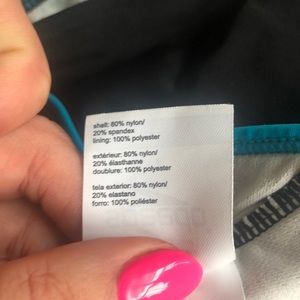 shell: 80% nylon/
20% spandex
lining: 100% polyester
extérieur: 80% nylon/
20% élasthanne
doublure: 100% polyester
tela exterior: 80% nylon/
20% elastano
forro: 100% poliéster